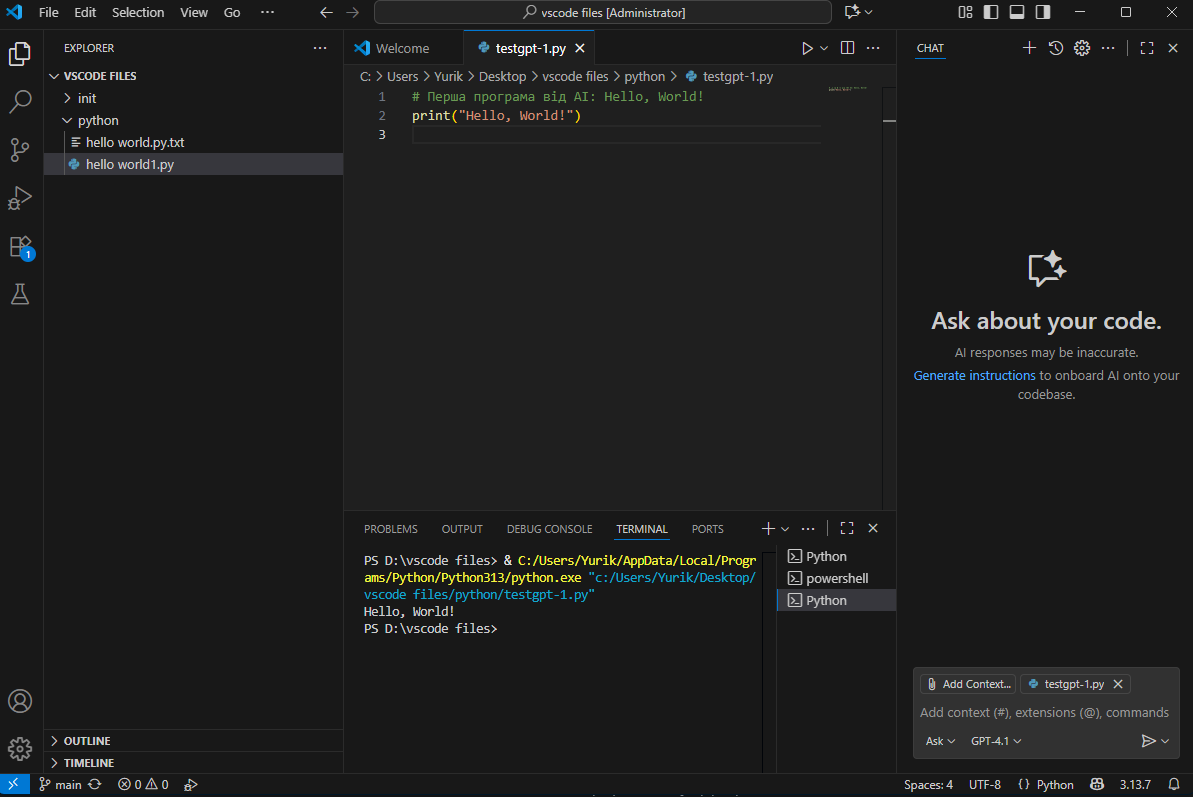 File Edit Selection View Go ··· vscode files [Administrator]
EXPLORER ···
VSCODE FILES
init
python
hello world.py.txt
hello world1.py
OUTLINE
TIMELINE
1
Welcome testgpt-1.py
C: > Users > Yurik > Desktop > vscode files > python > testgpt-1.py
1 # Перша програма від AI: Hello, World!
2 print("Hello, World!")
3
PROBLEMS OUTPUT DEBUG CONSOLE TERMINAL PORTS
PS D:\vscode files> & C:/Users/Yurik/AppData/Local/Progr
ams/Python/Python313/python.exe "c:/Users/Yurik/Desktop/
vscode files/python/testgpt-1.py"
Hello, World!
PS D:\vscode files>
Python
powershell
Python
CHAT
Ask about your code.
AI responses may be inaccurate.
Generate instructions to onboard AI onto your
codebase.
Add Context... testgpt-1.py
Add context (#), extensions (@), commands
Ask GPT-4.1
main 0 0 Spaces: 4 UTF-8 {} Python 3.13.7